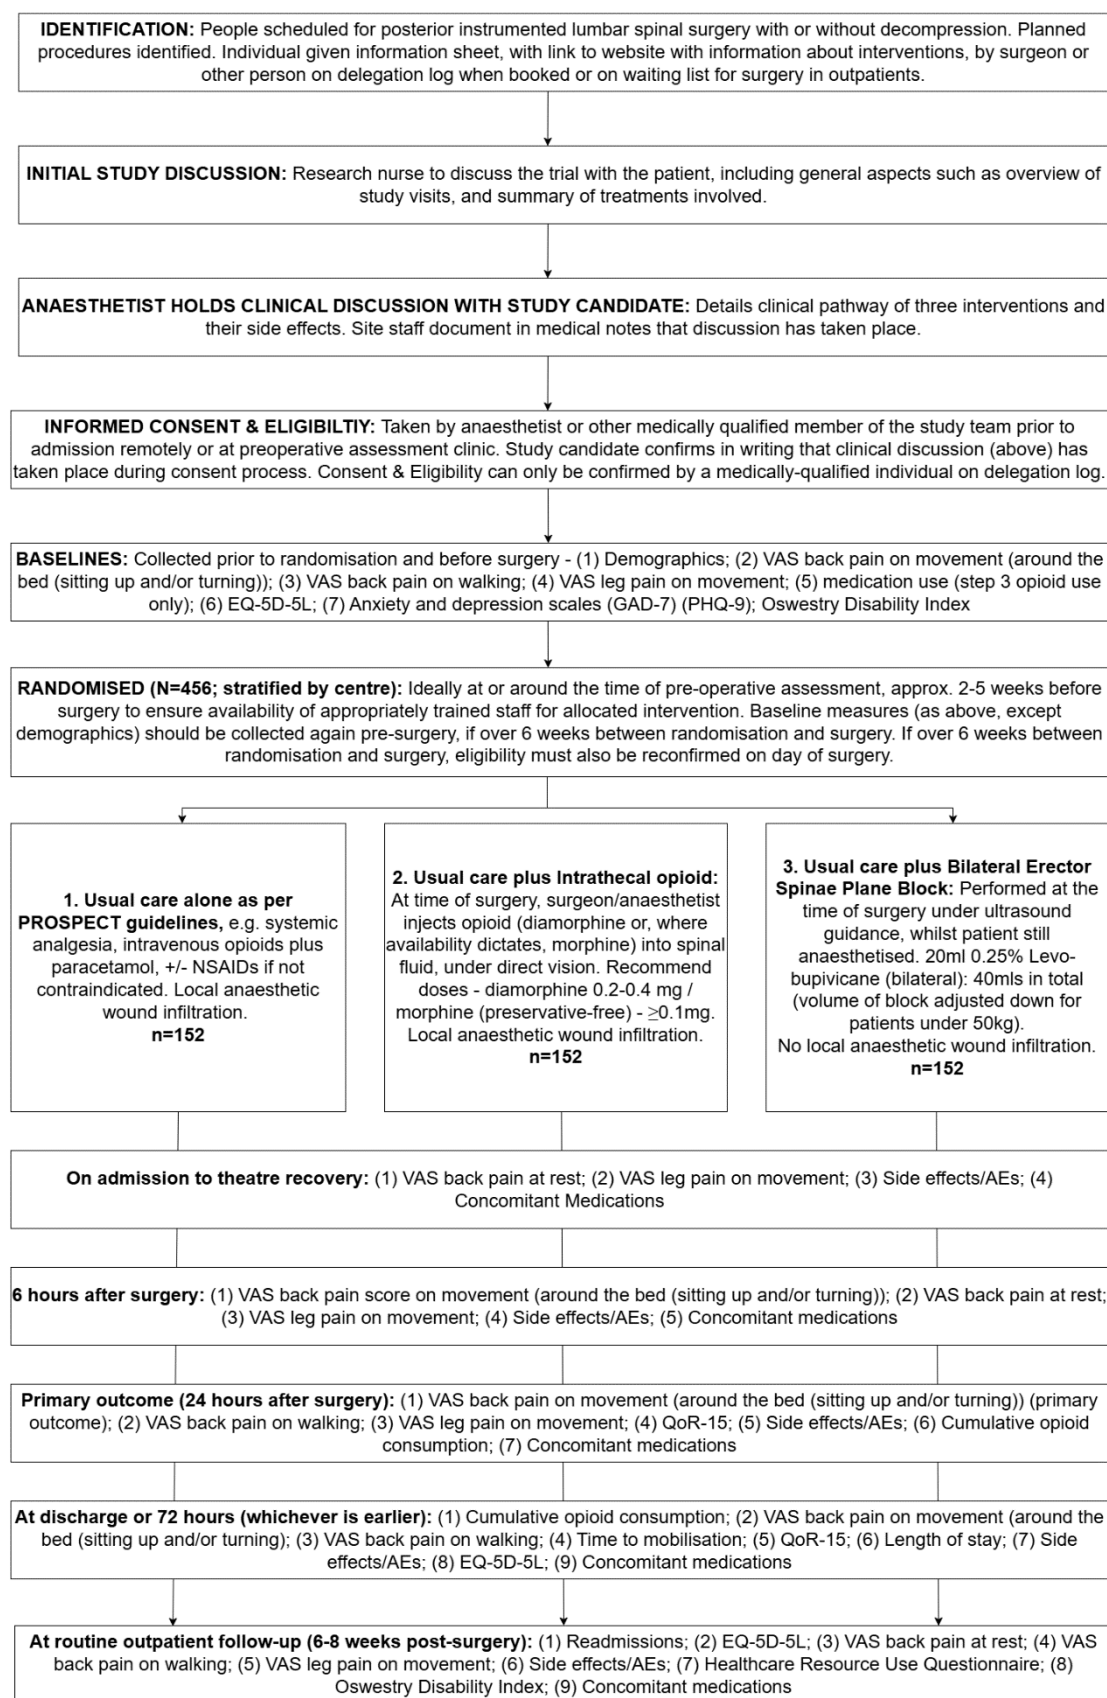 IDENTIFICATION: People scheduled for posterior instrumented lumbar spinal surgery with or without decompression. Planned
procedures identified. Individual given information sheet, with link to website with information about interventions, by surgeon or
other person on delegation log when booked or on waiting list for surgery in outpatients.
INITIAL STUDY DISCUSSION: Research nurse to discuss the trial with the patient, including general aspects such as overview of
study visits, and summary of treatments involved.
ANAESTHETIST HOLDS CLINICAL DISCUSSION WITH STUDY CANDIDATE: Details clinical pathway of three interventions and
their side effects. Site staff document in medical notes that discussion has taken place.
INFORMED CONSENT & ELIGIBILTIY: Taken by anaesthetist or other medically qualified member of the study team prior to
admission remotely or at preoperative assessment clinic. Study candidate confirms in writing that clinical discussion (above) has
taken place during consent process. Consent & Eligibility can only be confirmed by a medically-qualified individual on delegation log.
BASELINES: Collected prior to randomisation and before surgery - (1) Demographics; (2) VAS back pain on movement (around the
bed (sitting up and/or turning)); (3) VAS back pain on walking; (4) VAS leg pain on movement; (5) medication use (step 3 opioid use
only); (6) EQ-5D-5L; (7) Anxiety and depression scales (GAD-7) (PHQ-9); Oswestry Disability Index
RANDOMISED (N=456; stratified by centre): Ideally at or around the time of pre-operative assessment, approx. 2-5 weeks before
surgery to ensure availability of appropriately trained staff for allocated intervention. Baseline measures (as above, except
demographics) should be collected again pre-surgery, if over 6 weeks between randomisation and surgery. If over 6 weeks between
randomisation and surgery, eligibility must also be reconfirmed on day of surgery.
1. Usual care alone as per
PROSPECT guidelines, e.g. systemic
analgesia, intravenous opioids plus
paracetamol, +/- NSAIDs if not
contraindicated. Local anaesthetic
wound infiltration.
n=152
2. Usual care plus Intrathecal opioid:
At time of surgery, surgeon/anaesthetist
injects opioid (diamorphine or, where
availability dictates, morphine) into spinal
fluid, under direct vision. Recommend
doses - diamorphine 0.2-0.4 mg /
morphine (preservative-free) - ≥0.1mg.
Local anaesthetic wound infiltration.
n=152
3. Usual care plus Bilateral Erector
Spinae Plane Block: Performed at the
time of surgery under ultrasound
guidance, whilst patient still
anaesthetised. 20ml 0.25% Levo-
bupivicane (bilateral): 40mls in total
(volume of block adjusted down for
patients under 50kg).
No local anaesthetic wound infiltration.
n=152
On admission to theatre recovery: (1) VAS back pain at rest; (2) VAS leg pain on movement; (3) Side effects/AEs; (4)
Concomitant Medications
6 hours after surgery: (1) VAS back pain score on movement (around the bed (sitting up and/or turning)); (2) VAS back pain at rest;
(3) VAS leg pain on movement; (4) Side effects/AEs; (5) Concomitant medications
Primary outcome (24 hours after surgery): (1) VAS back pain on movement (around the bed (sitting up and/or turning)) (primary
outcome); (2) VAS back pain on walking; (3) VAS leg pain on movement; (4) QoR-15; (5) Side effects/AEs; (6) Cumulative opioid
consumption; (7) Concomitant medications
At discharge or 72 hours (whichever is earlier): (1) Cumulative opioid consumption; (2) VAS back pain on movement (around the
bed (sitting up and/or turning); (3) VAS back pain on walking; (4) Time to mobilisation; (5) QoR-15; (6) Length of stay; (7) Side
effects/AEs; (8) EQ-5D-5L; (9) Concomitant medications
At routine outpatient follow-up (6-8 weeks post-surgery): (1) Readmissions; (2) EQ-5D-5L; (3) VAS back pain at rest; (4) VAS
back pain on walking; (5) VAS leg pain on movement; (6) Side effects/AEs; (7) Healthcare Resource Use Questionnaire; (8)
Oswestry Disability Index; (9) Concomitant medications